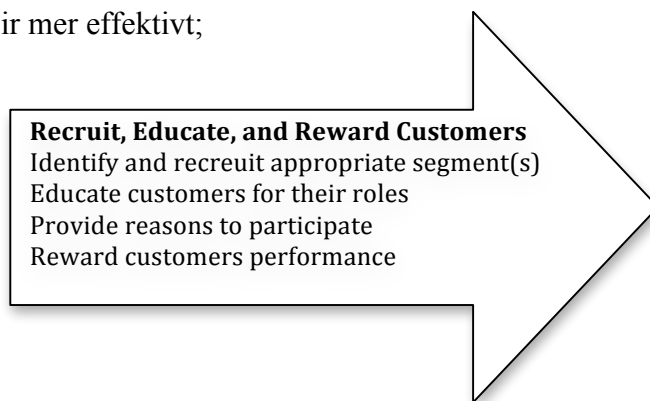 ir mer effektivt;
Recruit, Educate, and Reward Customers
Identify and recreuit appropriate segment(s)
Educate customers for their roles
Provide reasons to participate
Reward customers performance